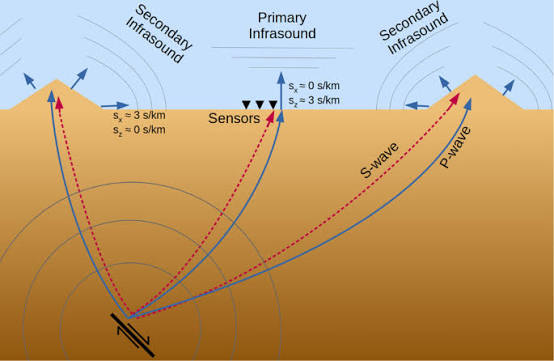 Secondary
Infrasound
Primary
Infrasound
Secondary
Infrasound
sx ≈ 0 s/km
sz ≈ 3 s/km
Sensors
sx ≈ 3 s/km
sz ≈ 0 s/km
S-wave
P-wave